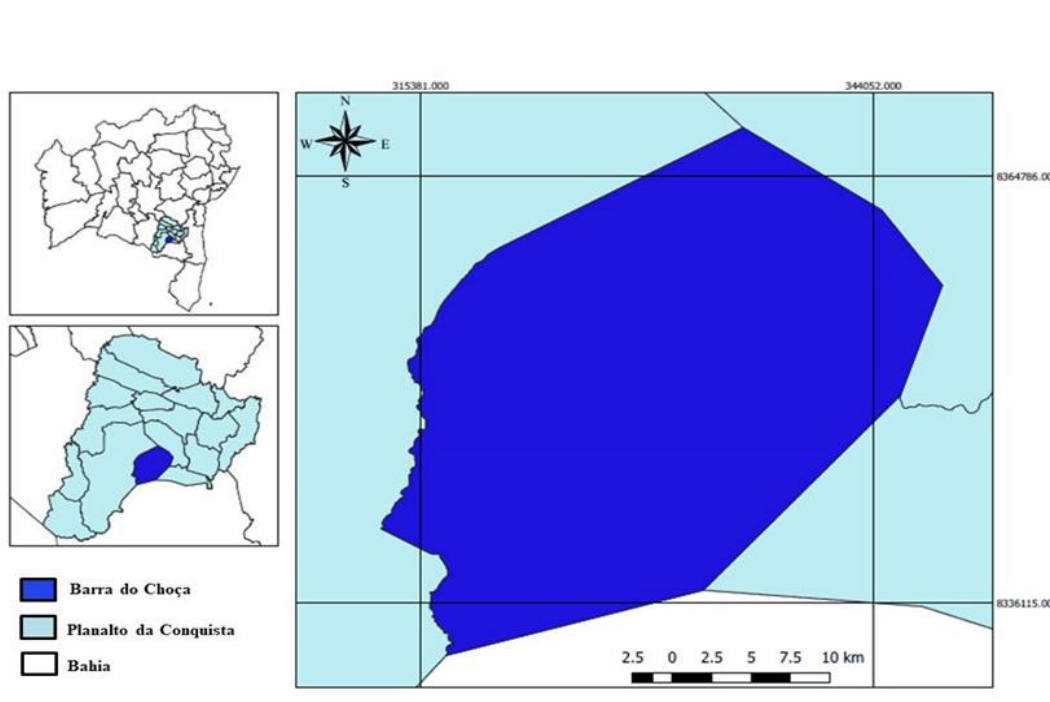 315381.000 344052.000
N
W E
S
8364786.00
8336115.00
Barra do Choça
Planalto da Conquista
Bahia
2.5 0 2.5 5 7.5 10 km